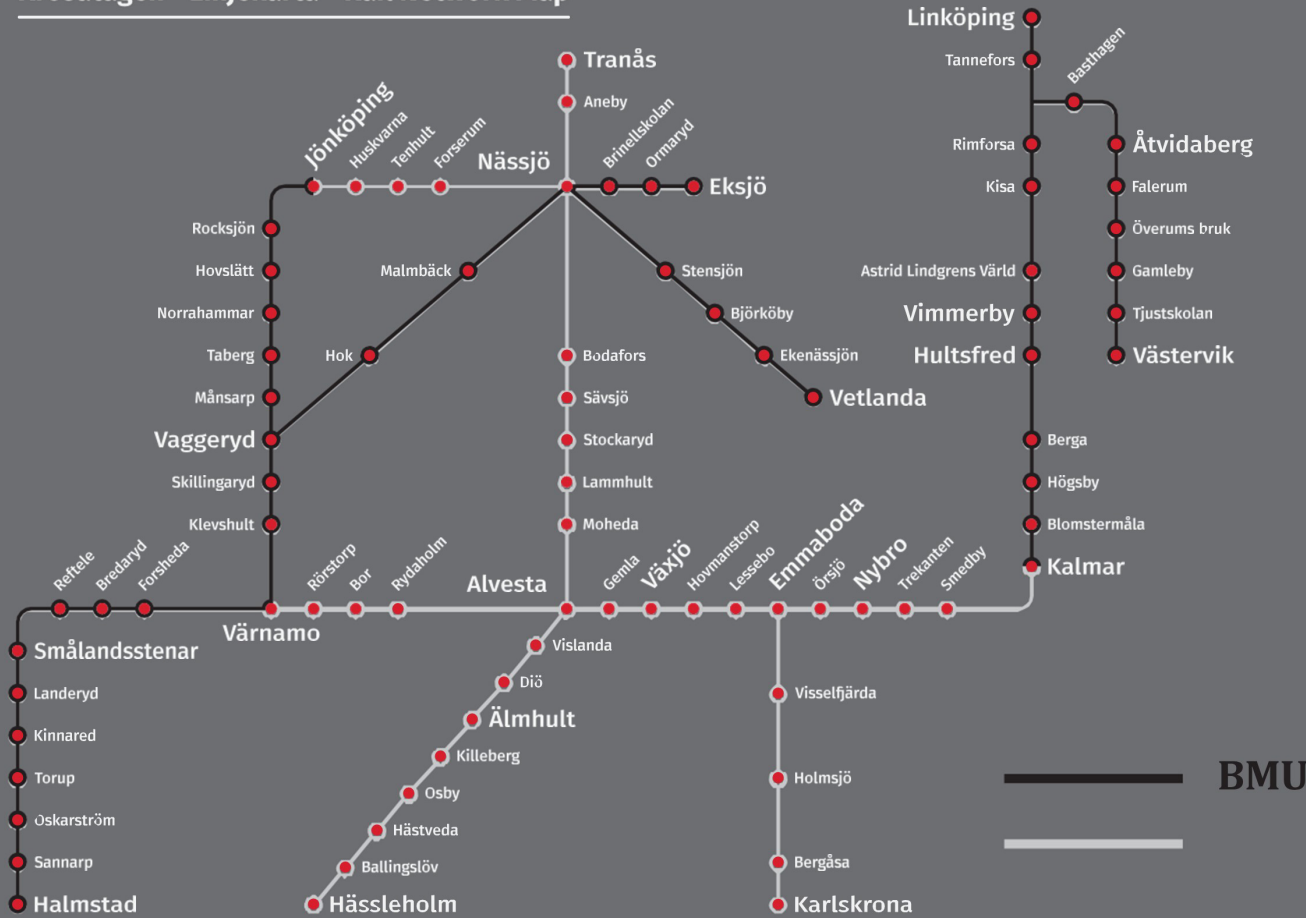 Linköping
Tannefors
Basthagen
Rimforsa
Åtvidaberg
Kisa
Falerum
Överums bruk
Astrid Lindgrens Värld
Gamleby
Vimmerby
Tjustskolan
Hultsfred
Västervik
Berga
Högsby
Blomstermåla
Kalmar
Tranås
Aneby
Nässjö
Brinellskolan
Ormaryd
Eksjö
Jönköping
Huskvarna
Tenhult
Forserum
Rocksjön
Hovslätt
Norrahammar
Taberg
Månsarp
Vaggeryd
Skillingaryd
Klevshult
Malmbäck
Hok
Stensjön
Björköby
Ekenässjön
Vetlanda
Bodafors
Sävsjö
Stockaryd
Lammhult
Moheda
Alvesta
Reftele
Bredaryd
Forsheda
Värnamo
Rörstorp
Bor
Rydaholm
Gemla
Växjö
Hovmanstorp
Lessebo
Emmaboda
Örsjö
Nybro
Trekanten
Smedby
Smålandsstenar
Landeryd
Kinnared
Torup
Oskarström
Sannarp
Halmstad
Vislanda
Diö
Älmhult
Killeberg
Osby
Hästveda
Ballingslöv
Hässleholm
Visselfjärda
Holmsjö
Bergåsa
Karlskrona
BMU